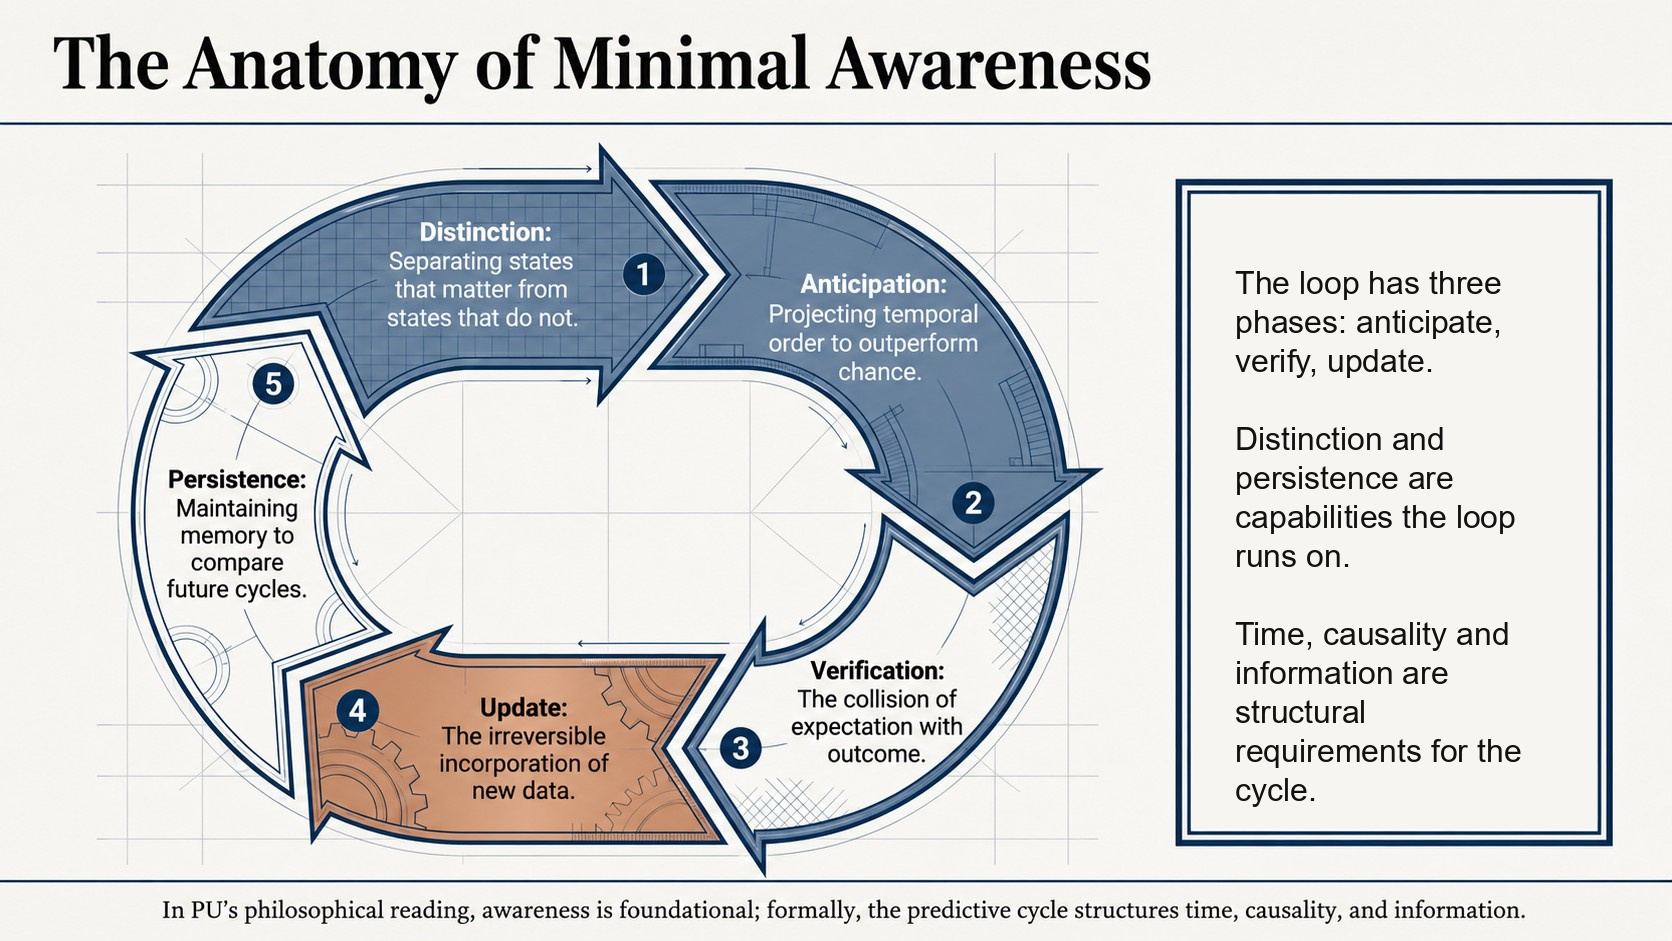 The Anatomy of Minimal Awareness
Distinction:
Separating states
that matter from
states that do not.
1
Anticipation:
Projecting temporal
order to outperform
chance.
2
Verification:
The collision of
expectation with
outcome.
3
Update:
The irreversible
incorporation of
new data.
4
Persistence:
Maintaining
memory to
compare
future cycles.
5
The loop has three
phases: anticipate,
verify, update.
Distinction and
persistence are
capabilities the loop
runs on.
Time, causality and
information are
structural
requirements for the
cycle.
In PU’s philosophical reading, awareness is foundational; formally, the predictive cycle structures time, causality, and information.